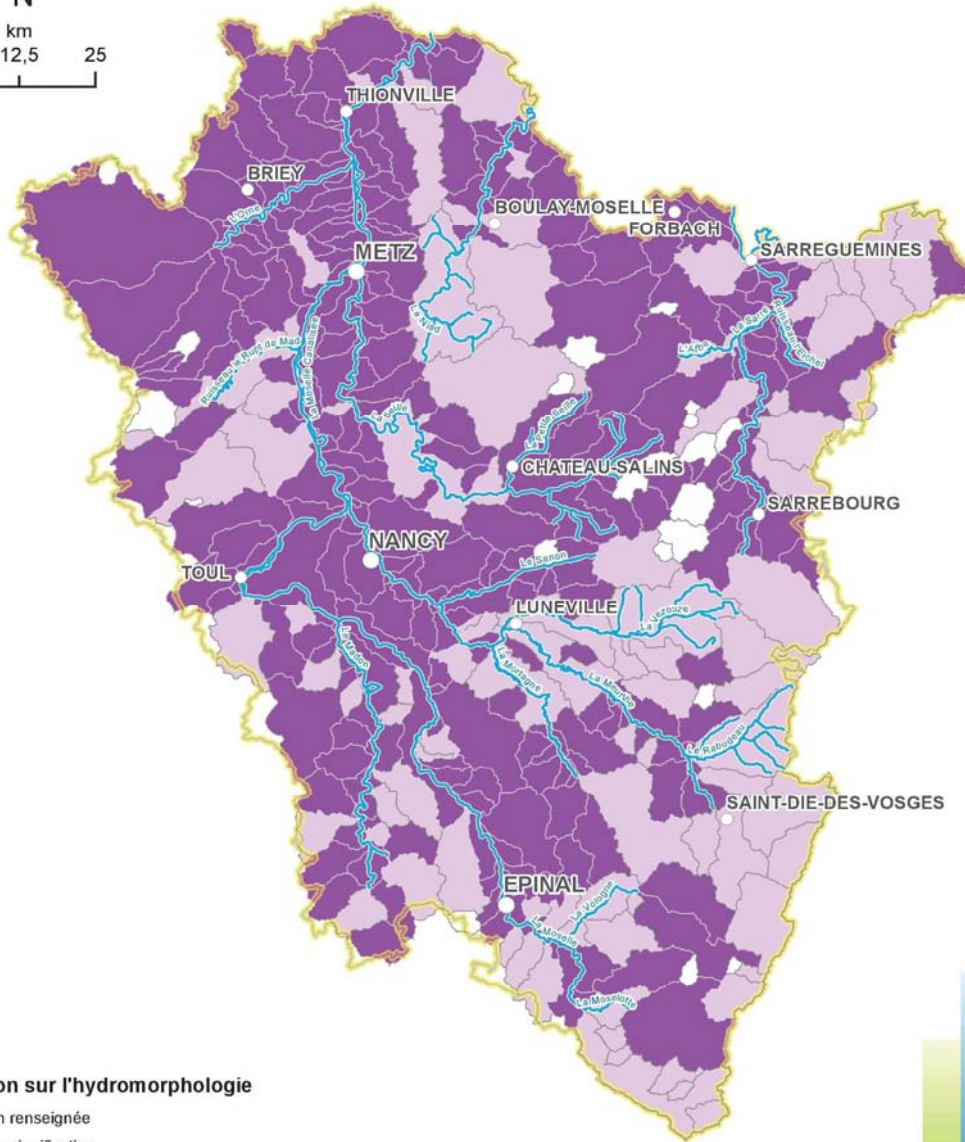 N
km
12,5 25
THIONVILLE
BRIEY
L'Orne
BOULAY-MOSELLE
FORBACH
METZ
SARREGUEMINES
La Nied
La Sarre
Ruisseau Eichel
L'Albe
Ruisseau le Rupt de Mad
La Moselle Canalisée
La Seille
La Petite Seille
CHATEAU-SALINS
SARREBOURG
NANCY
TOUL
Le Sanon
LUNEVILLE
La Vezouze
Le Madon
La Mortagne
La Meurthe
Le Rabodeau
SAINT-DIE-DES-VOSGES
EPINAL
La Vologne
La Moselle
La Moselotte
on sur l'hydromorphologie
n renseignée